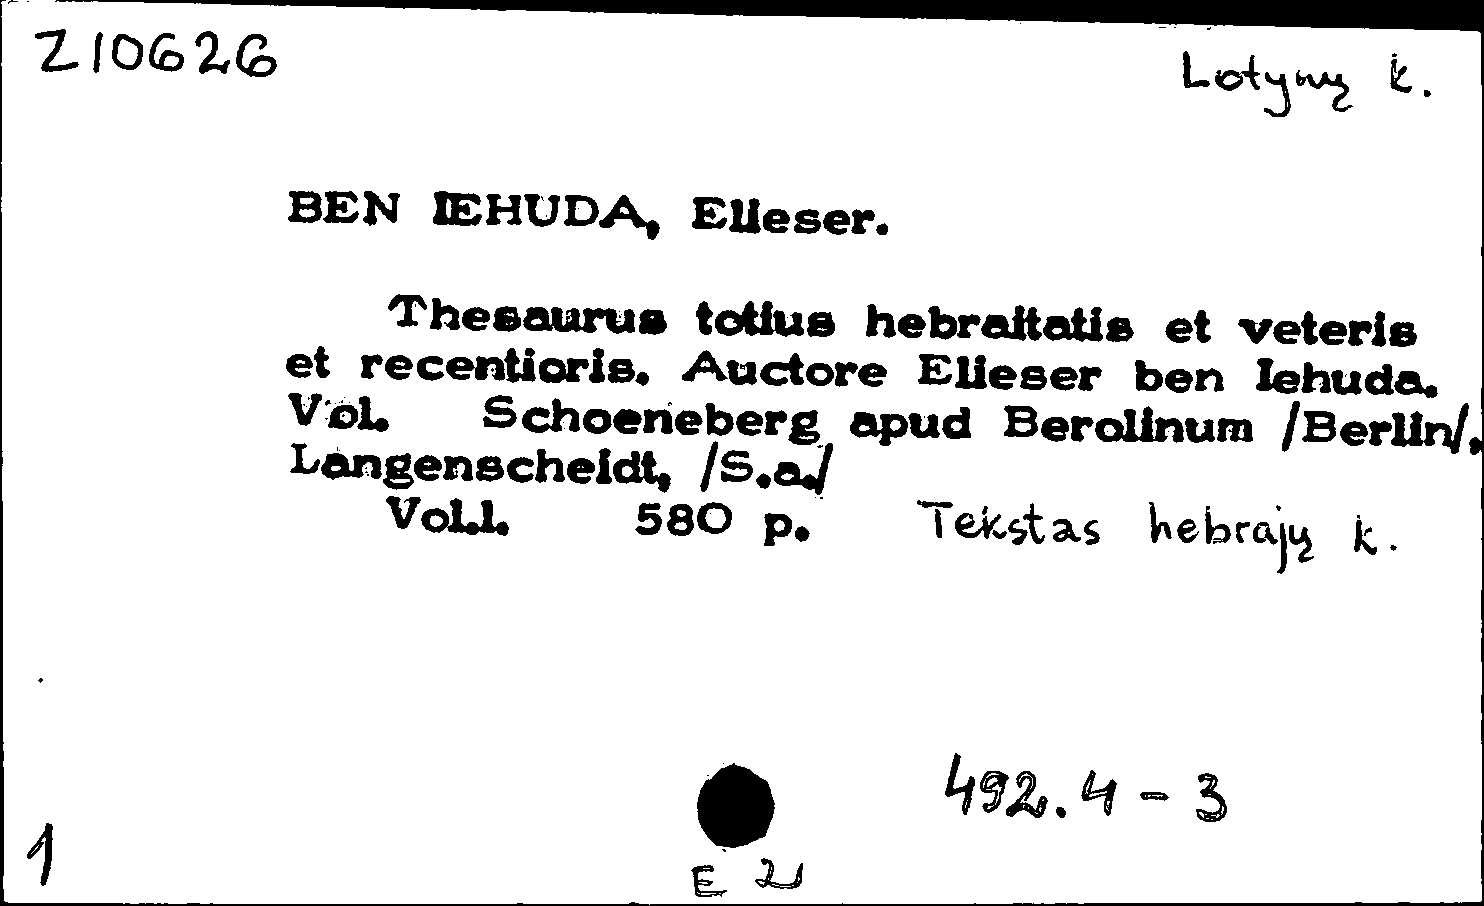 Z10626
Lotynų k.
BEN IEHUDA, Elieser.
Thesaurus totius hebraitatis et veteris
et recentioris. Auctore Elieser ben Iehuda.
Vol. Schoeneberg apud Berolinum /Berlin/,
Langenscheidt, /S.a./
Vol.1. 580 p. Tekstas hebrajų k.
492.4-3
1
E 2